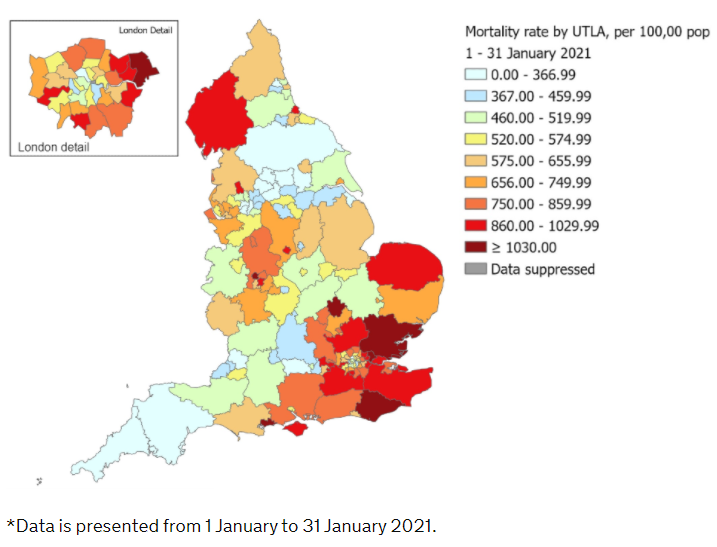 London Detail
London detail
Mortality rate by UTLA, per 100,00 pop
1 - 31 January 2021
0.00 - 366.99
367.00 - 459.99
460.00 - 519.99
520.00 - 574.99
575.00 - 655.99
656.00 - 749.99
750.00 - 859.99
860.00 - 1029.99
≥ 1030.00
Data suppressed
*Data is presented from 1 January to 31 January 2021.